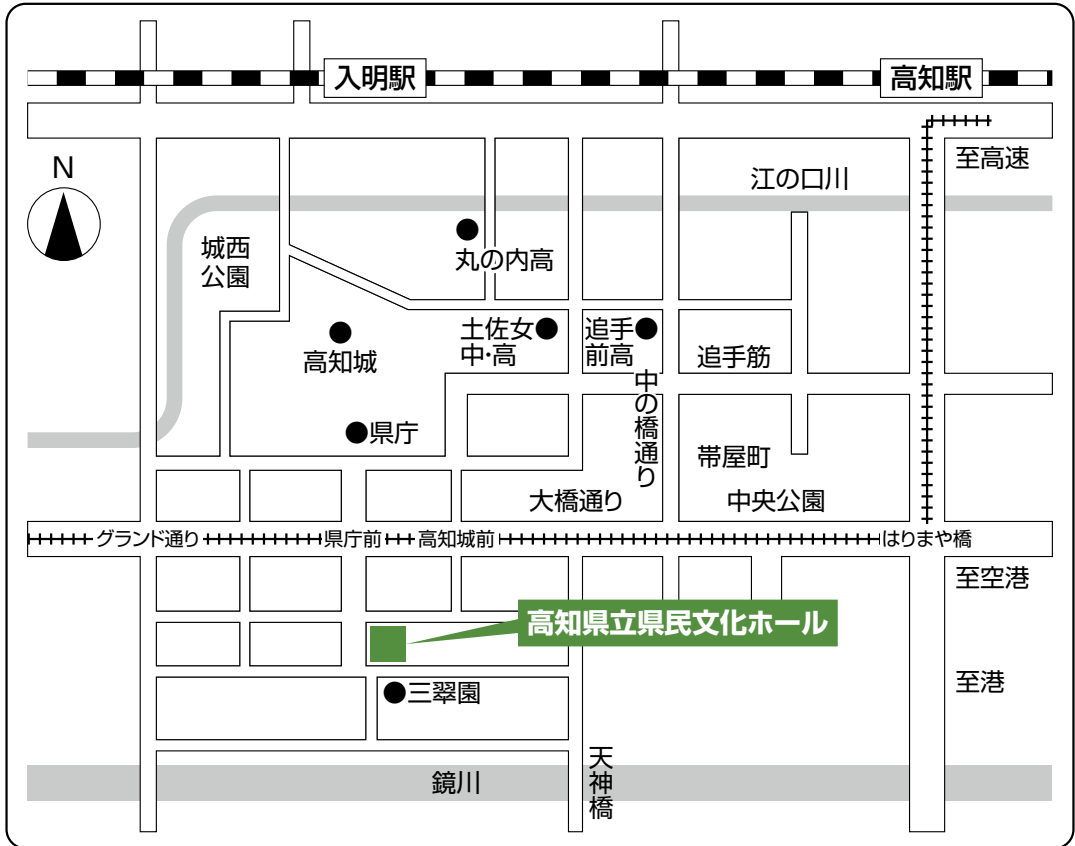 入明駅
高知駅
N
至高速
江の口川
城西
公園
丸の内高
高知城
土佐女
中・高
追手
前高
追手筋
中の橋通り
県庁
帯屋町
大橋通り
中央公園
グランド通り
県庁前
高知城前
はりまや橋
至空港
高知県立県民文化ホール
三翠園
至港
鏡川
天神橋